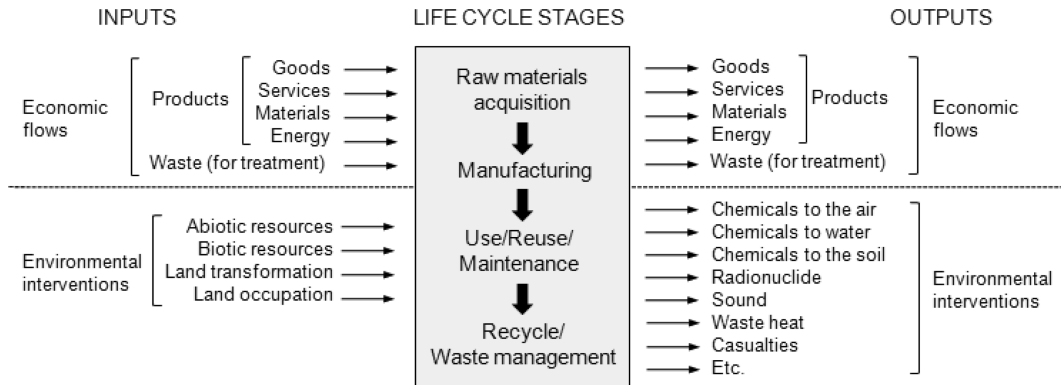 INPUTS
LIFE CYCLE STAGES
OUTPUTS
Economic
flows
Products
Goods
Services
Materials
Energy
Waste (for treatment)
Environmental
interventions
Abiotic resources
Biotic resources
Land transformation
Land occupation
Raw materials
acquisition
Manufacturing
Use/Reuse/
Maintenance
Recycle/
Waste management
Goods
Services
Materials
Energy
Products
Waste (for treatment)
Economic
flows
Chemicals to the air
Chemicals to water
Chemicals to the soil
Radionuclide
Sound
Waste heat
Casualties
Etc.
Environmental
interventions